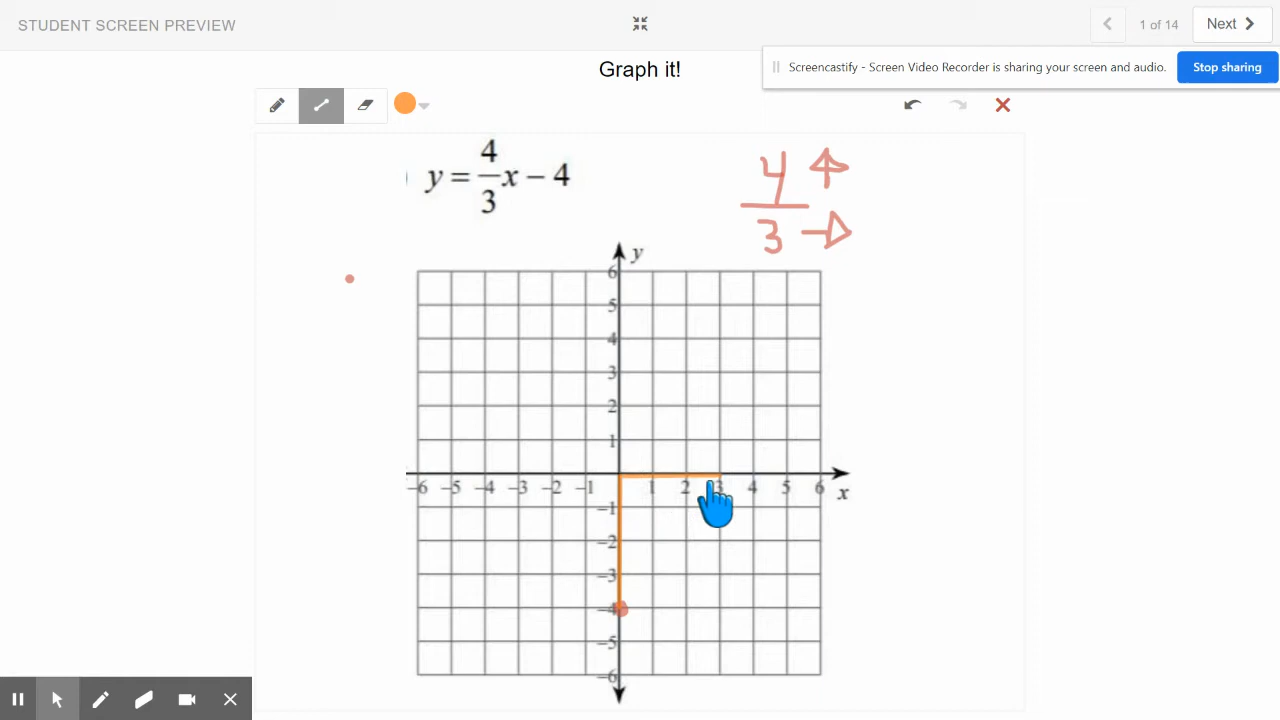 STUDENT SCREEN PREVIEW
1 of 14
Next
Screencastify - Screen Video Recorder is sharing your screen and audio.
Stop sharing
Graph it!
) y = 4/3 x − 4
4
3
y
6
5
4
3
2
1
-6 -5 -4 -3 -2 -1 1 2 3 4 5 6 x
-1
-2
-3
-4
-5
-6